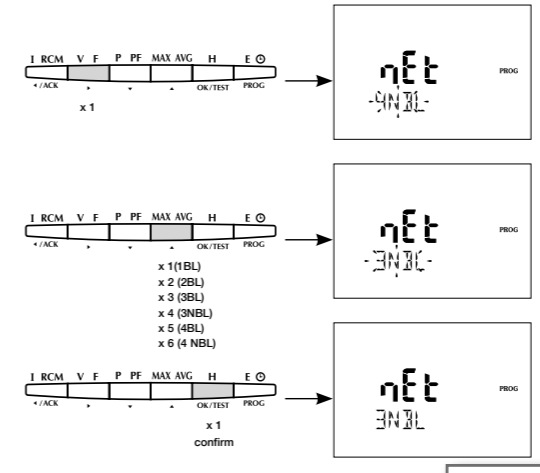 I RCM V F P PF MAX AVG H E
/ACK OK/TEST PROG
x 1
nEt
PROG
-4NBL-
I RCM V F P PF MAX AVG H E
/ACK OK/TEST PROG
x 1(1BL)
x 2 (2BL)
x 3 (3BL)
x 4 (3NBL)
x 5 (4BL)
x 6 (4 NBL)
nEt
PROG
-3NBL-
I RCM V F P PF MAX AVG H E
/ACK OK/TEST PROG
x 1
confirm
nEt
PROG
3NBL